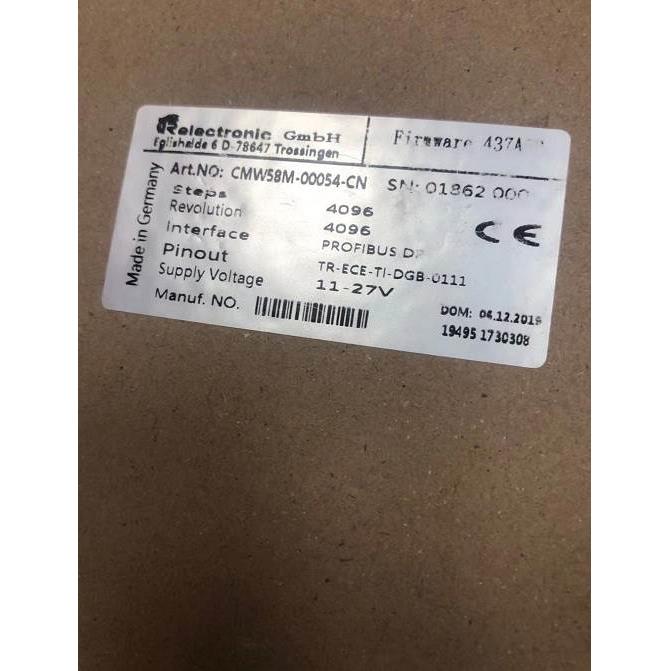 TRelectronic GmbH
Eglishalde 6 D-78647 Trossingen
Firmware 437A
Made in Germany
Art.NO: CMW58M-00054-CN
SN: 01862 000
Steps 4096
Revolution 4096
Interface PROFIBUS DP
Pinout TR-ECE-TI-DGB-0111
Supply Voltage 11-27V
Manuf. NO.
CE
DOM: 04.12.2019
19495 1730308